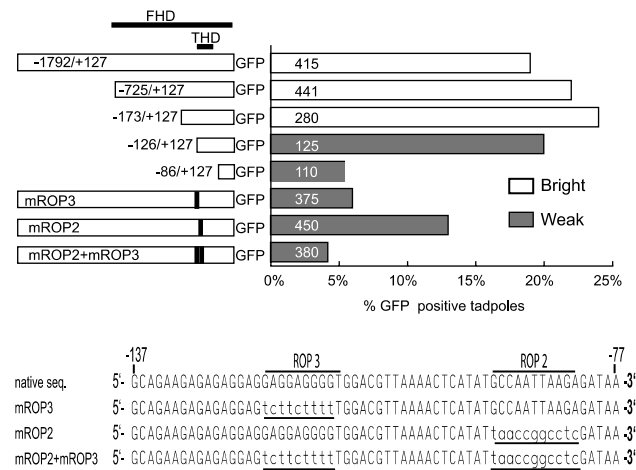 FHD
THD
-1792/+127 GFP 415
-725/+127 GFP 441
-173/+127 GFP 280
-126/+127 GFP 125
-86/+127 GFP 110
mROP3 GFP 375
mROP2 GFP 450
mROP2+mROP3 GFP 380
Bright
Weak
0% 5% 10% 15% 20% 25%
% GFP positive tadpoles
-137 ROP 3 ROP 2 -77
native seq. 5'- GCAGAAGAGAGAGGAGGAGGAGGGGTGGACGTTAAAACTCATATGCCAATTAAGAGATAA -3'
mROP3 5'- GCAGAAGAGAGAGGAGtcttcttttTGGACGTTAAAACTCATATGCCAATTAAGAGATAA -3'
mROP2 5'- GCAGAAGAGAGAGGAGGAGGAGGGGTGGACGTTAAAACTCATATtaaccggcctcGATAA -3'
mROP2+mROP3 5'- GCAGAAGAGAGAGGAGtcttcttttTGGACGTTAAAACTCATATtaaccggcctcGATAA -3'